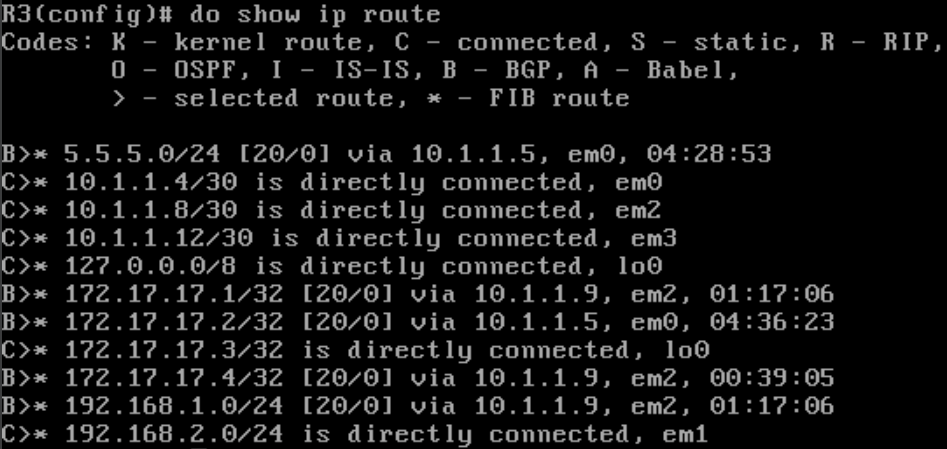 R3(config)# do show ip route
Codes: K - kernel route, C - connected, S - static, R - RIP,
O - OSPF, I - IS-IS, B - BGP, A - Babel,
> - selected route, * - FIB route
B>* 5.5.5.0/24 [20/0] via 10.1.1.5, em0, 04:28:53
C>* 10.1.1.4/30 is directly connected, em0
C>* 10.1.1.8/30 is directly connected, em2
C>* 10.1.1.12/30 is directly connected, em3
C>* 127.0.0.0/8 is directly connected, lo0
B>* 172.17.17.1/32 [20/0] via 10.1.1.9, em2, 01:17:06
B>* 172.17.17.2/32 [20/0] via 10.1.1.5, em0, 04:36:23
C>* 172.17.17.3/32 is directly connected, lo0
B>* 172.17.17.4/32 [20/0] via 10.1.1.9, em2, 00:39:05
B>* 192.168.1.0/24 [20/0] via 10.1.1.9, em2, 01:17:06
C>* 192.168.2.0/24 is directly connected, em1